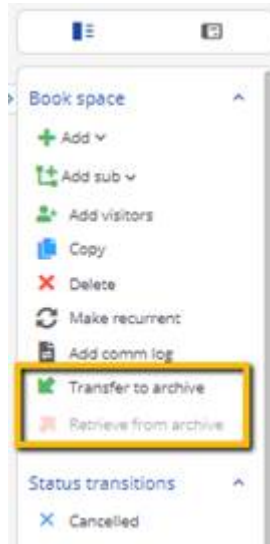 Book space
Add
Add sub
Add visitors
Copy
Delete
Make recurrent
Add comm log
Transfer to archive
Retrieve from archive
Status transitions
Cancelled